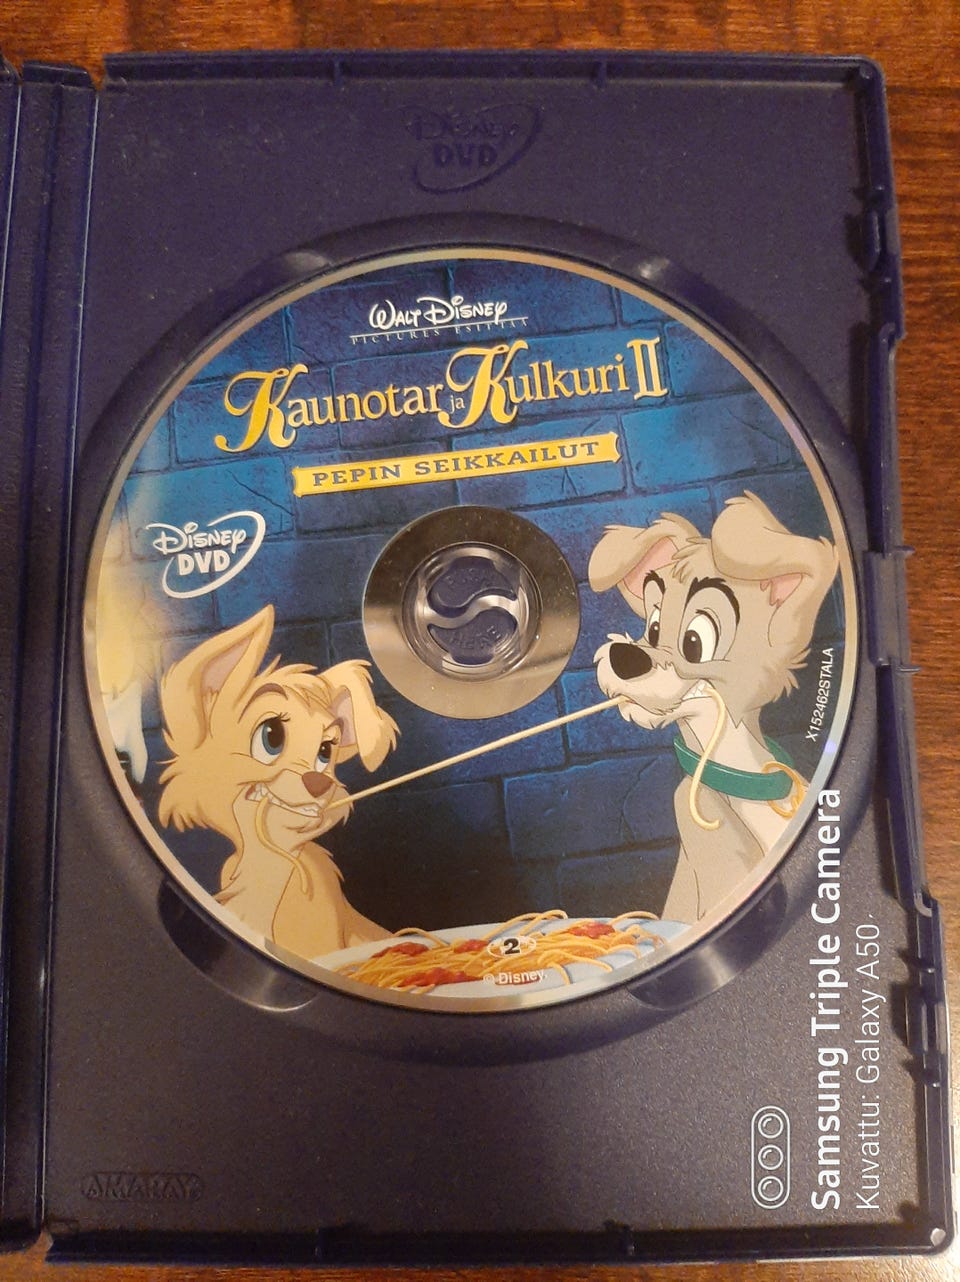 Disney
DVD
WALT DISNEY
PICTURES ESITTÄÄ
Kaunotar ja Kulkuri II
PEPIN SEIKKAILUT
Disney
DVD
X152462STALA
2
© Disney.
AMARAY
Samsung Triple Camera
Kuvattu: Galaxy A50